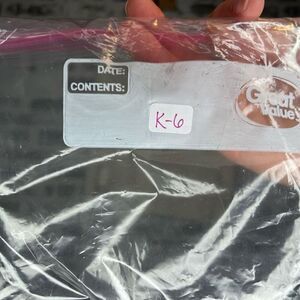 DATE:
CONTENTS:
Great
Value
K-6